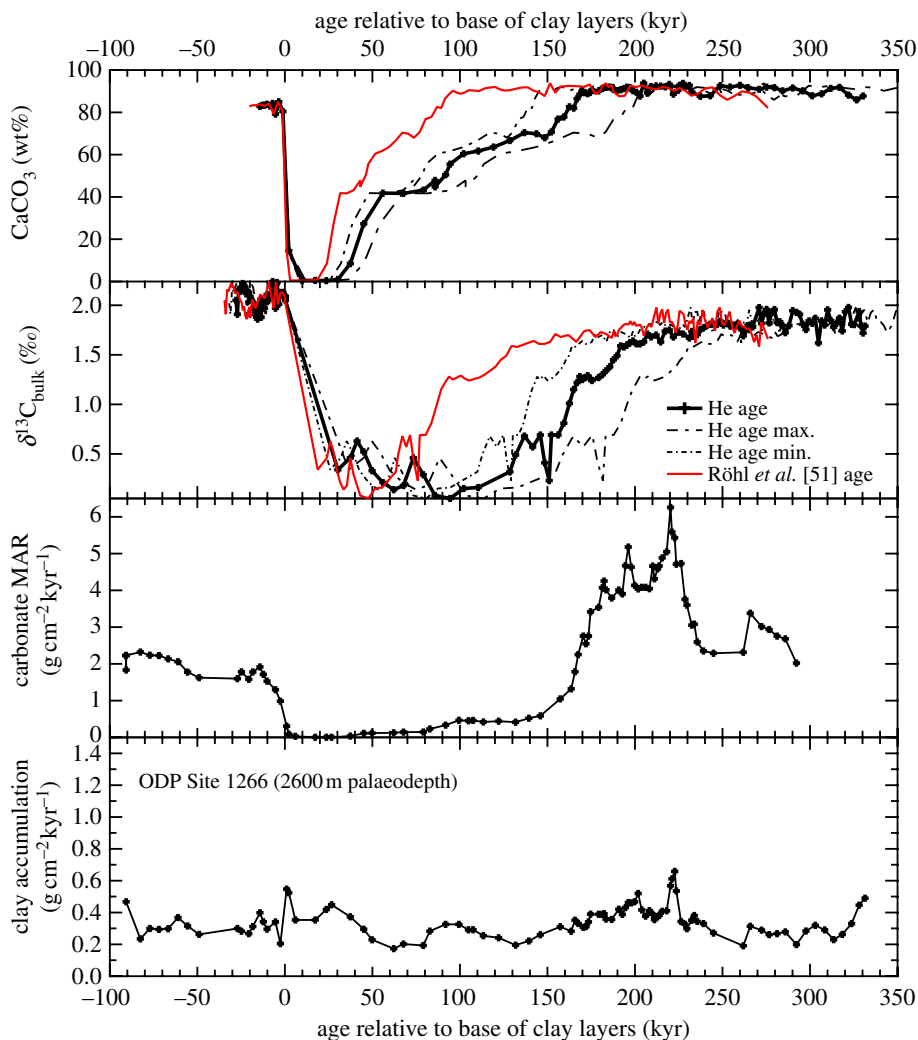 age relative to base of clay layers (kyr)
−100 −50 0 50 100 150 200 250 300 350
100
80
60
40
20
0
CaCO₃ (wt%)
2.0
1.5
1.0
0.5
δ¹³C_bulk (‰)
He age
He age max.
He age min.
Röhl et al. [51] age
6
5
4
3
2
1
0
carbonate MAR
(g cm⁻² kyr⁻¹)
ODP Site 1266 (2600 m palaeodepth)
1.4
1.2
1.0
0.8
0.6
0.4
0.2
0.0
clay accumulation
(g cm⁻² kyr⁻¹)
−100 −50 0 50 100 150 200 250 300 350
age relative to base of clay layers (kyr)